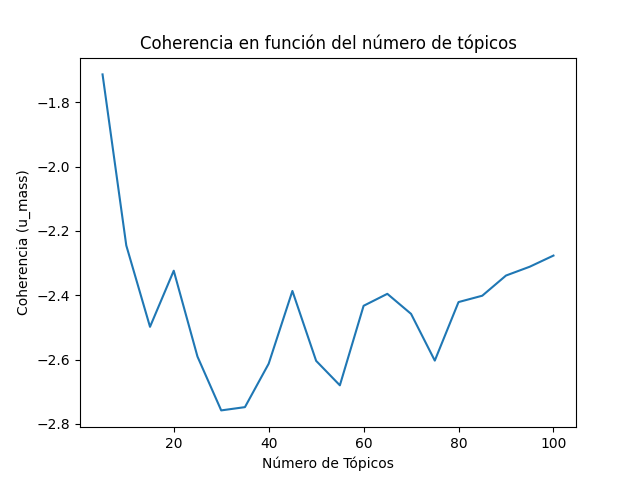 Coherencia en función del número de tópicos
Coherencia (u_mass)
−1.8
−2.0
−2.2
−2.4
−2.6
−2.8
20 40 60 80 100
Número de Tópicos